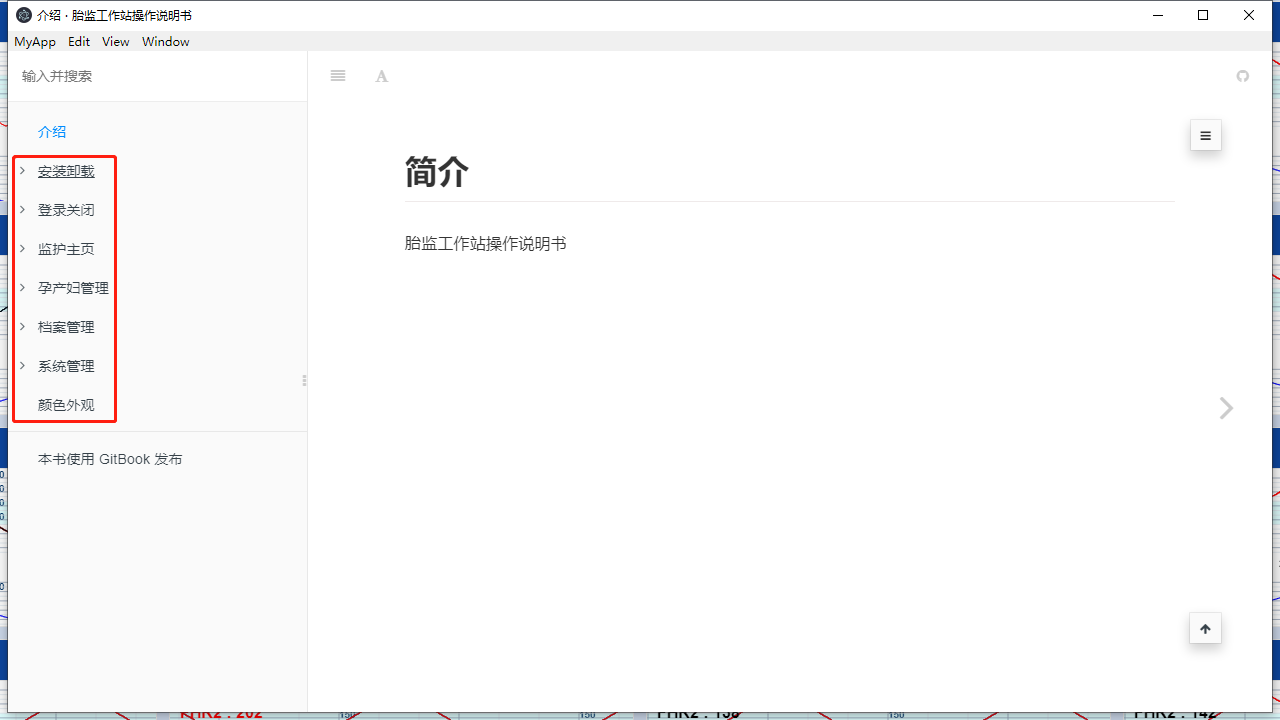 介绍 · 胎监工作站操作说明书
MyApp Edit View Window
输入并搜索
介绍
安装卸载
登录关闭
监护主页
孕产妇管理
档案管理
系统管理
颜色外观
本书使用 GitBook 发布
A
简介
胎监工作站操作说明书
150
150
150